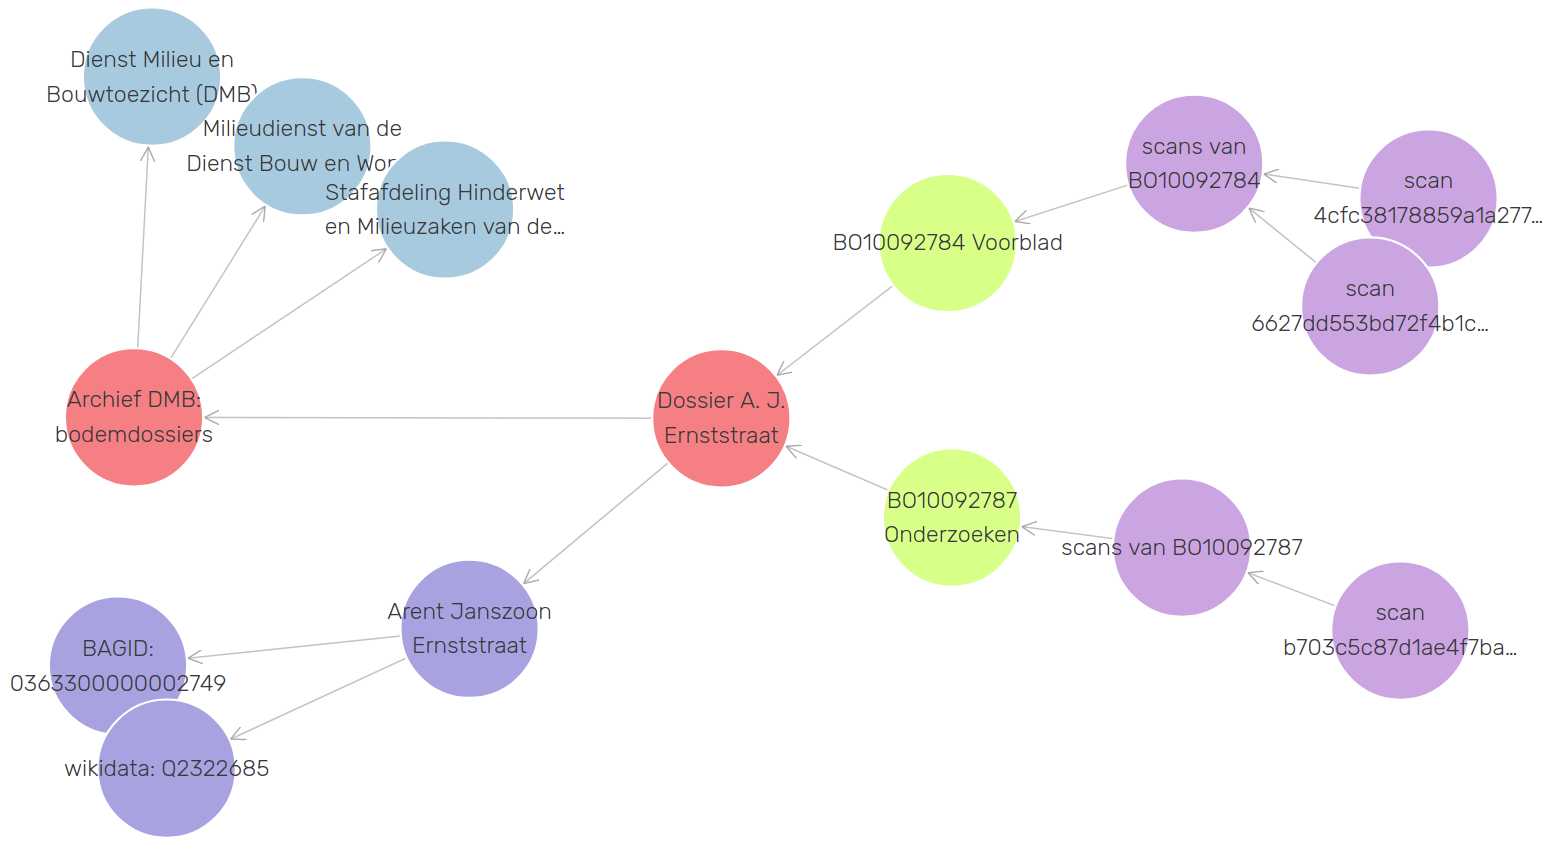 Dienst Milieu en
Bouwtoezicht (DMB)
Milieudienst van de
Dienst Bouw en
Stafafdeling Hinderwet
en Milieuzaken van de…
scans van
BO10092784
scan
4cfc38178859a1a277…
BO10092784 Voorblad
scan
6627dd553bd72f4b1c…
Archief DMB:
bodemdossiers
Dossier A. J.
Ernststraat
BO10092787
Onderzoeken
scans van BO10092787
scan
b703c5c87d1ae4f7ba…
Arent Janszoon
Ernststraat
BAGID:
0363300000002749
wikidata: Q2322685